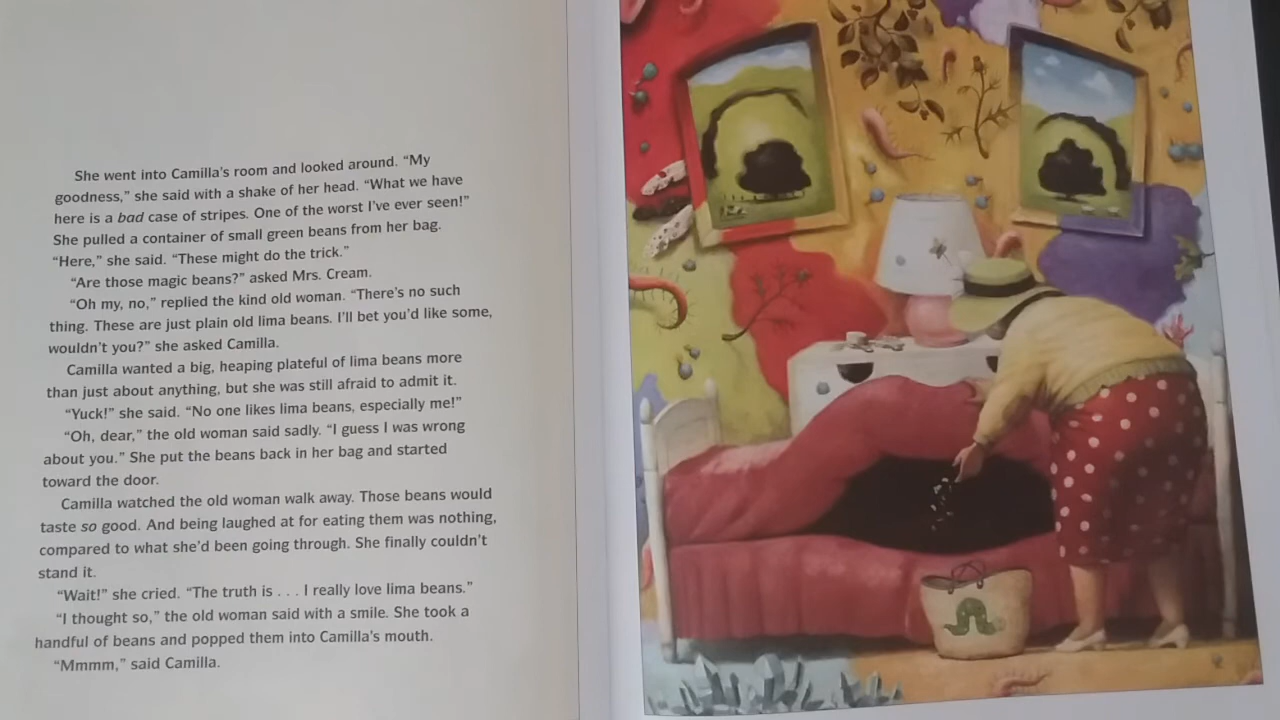 She went into Camilla's room and looked around. “My
goodness,” she said with a shake of her head. “What we have
here is a bad case of stripes. One of the worst I've ever seen!”
She pulled a container of small green beans from her bag.
“Here,” she said. “These might do the trick.”
“Are those magic beans?” asked Mrs. Cream.
“Oh my, no,” replied the kind old woman. “There's no such
thing. These are just plain old lima beans. I'll bet you'd like some,
wouldn't you?” she asked Camilla.
Camilla wanted a big, heaping plateful of lima beans more
than just about anything, but she was still afraid to admit it.
“Yuck!” she said. “No one likes lima beans, especially me!”
“Oh, dear,” the old woman said sadly. “I guess I was wrong
about you.” She put the beans back in her bag and started
toward the door.
Camilla watched the old woman walk away. Those beans would
taste so good. And being laughed at for eating them was nothing,
compared to what she'd been going through. She finally couldn't
stand it.
“Wait!” she cried. “The truth is . . . I really love lima beans.”
“I thought so,” the old woman said with a smile. She took a
handful of beans and popped them into Camilla's mouth.
“Mmmm,” said Camilla.